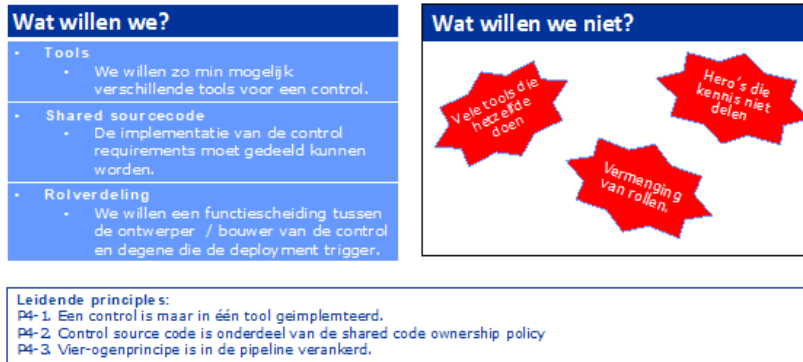 Wat willen we?
• Tools
• We willen zo min mogelijk
verschillende tools voor een control.
• Shared sourcecode
• De implementatie van de control
requirements moet gedeeld kunnen
worden.
• Rolverdeling
• We willen een functiescheiding tussen
de ontwerper / bouwer van de control
en degene die de deployment trigger.
Wat willen we niet?
Vele tools die
hetzelfde
doen
Hero's die
kennis niet
delen
Vermenging
van rollen.
Leidende principles:
P4-1. Een control is maar in één tool geimplemteerd.
P4-2. Control source code is onderdeel van de shared code ownership policy
P4-3. Vier-ogenprincipe is in de pipeline verankerd.